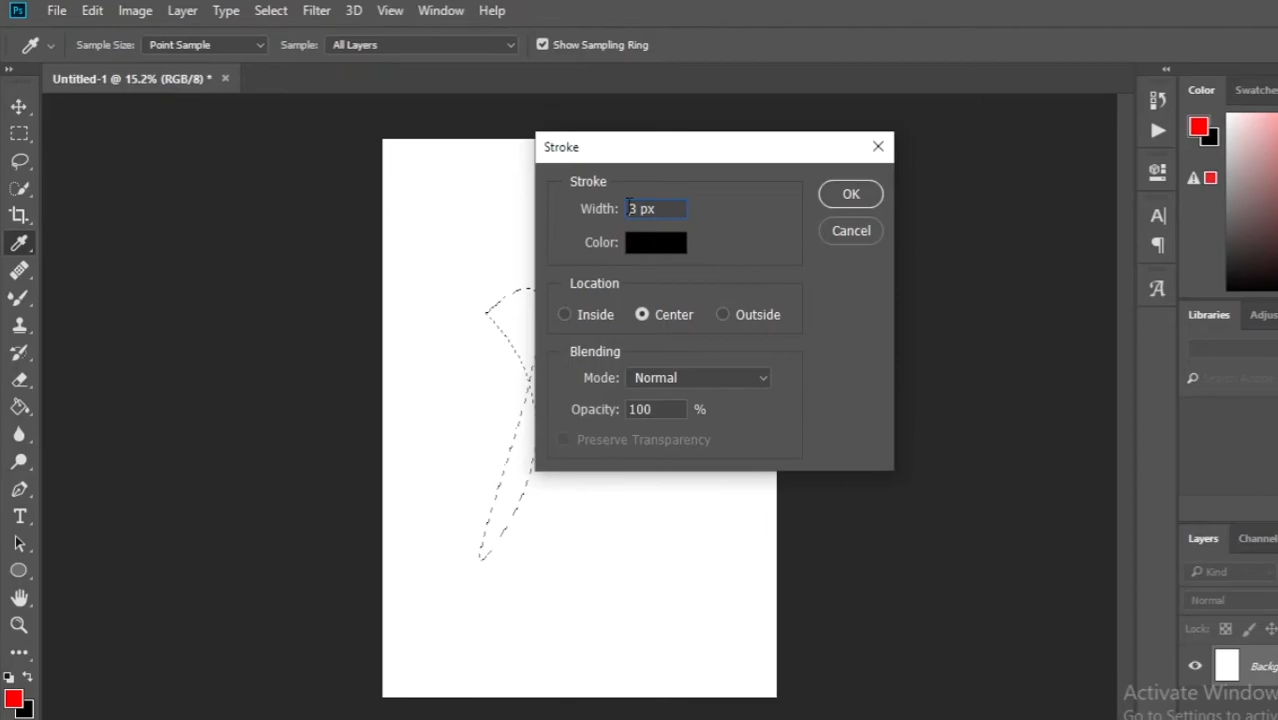 Ps File Edit Image Layer Type Select Filter 3D View Window Help
Sample Size: Point Sample Sample: All Layers Show Sampling Ring
Untitled-1 @ 15.2% (RGB/8) * ×
Color Swatche
Stroke
Stroke
Width: 3 px
OK
Color:
Cancel
Location
Inside Center Outside
Blending
Mode: Normal
Opacity: 100 %
Preserve Transparency
Libraries Adjus
Search Adobe
Layers Channe
Kind
Normal
Lock:
Backg
T
Activate Window
Go to Settings to activ